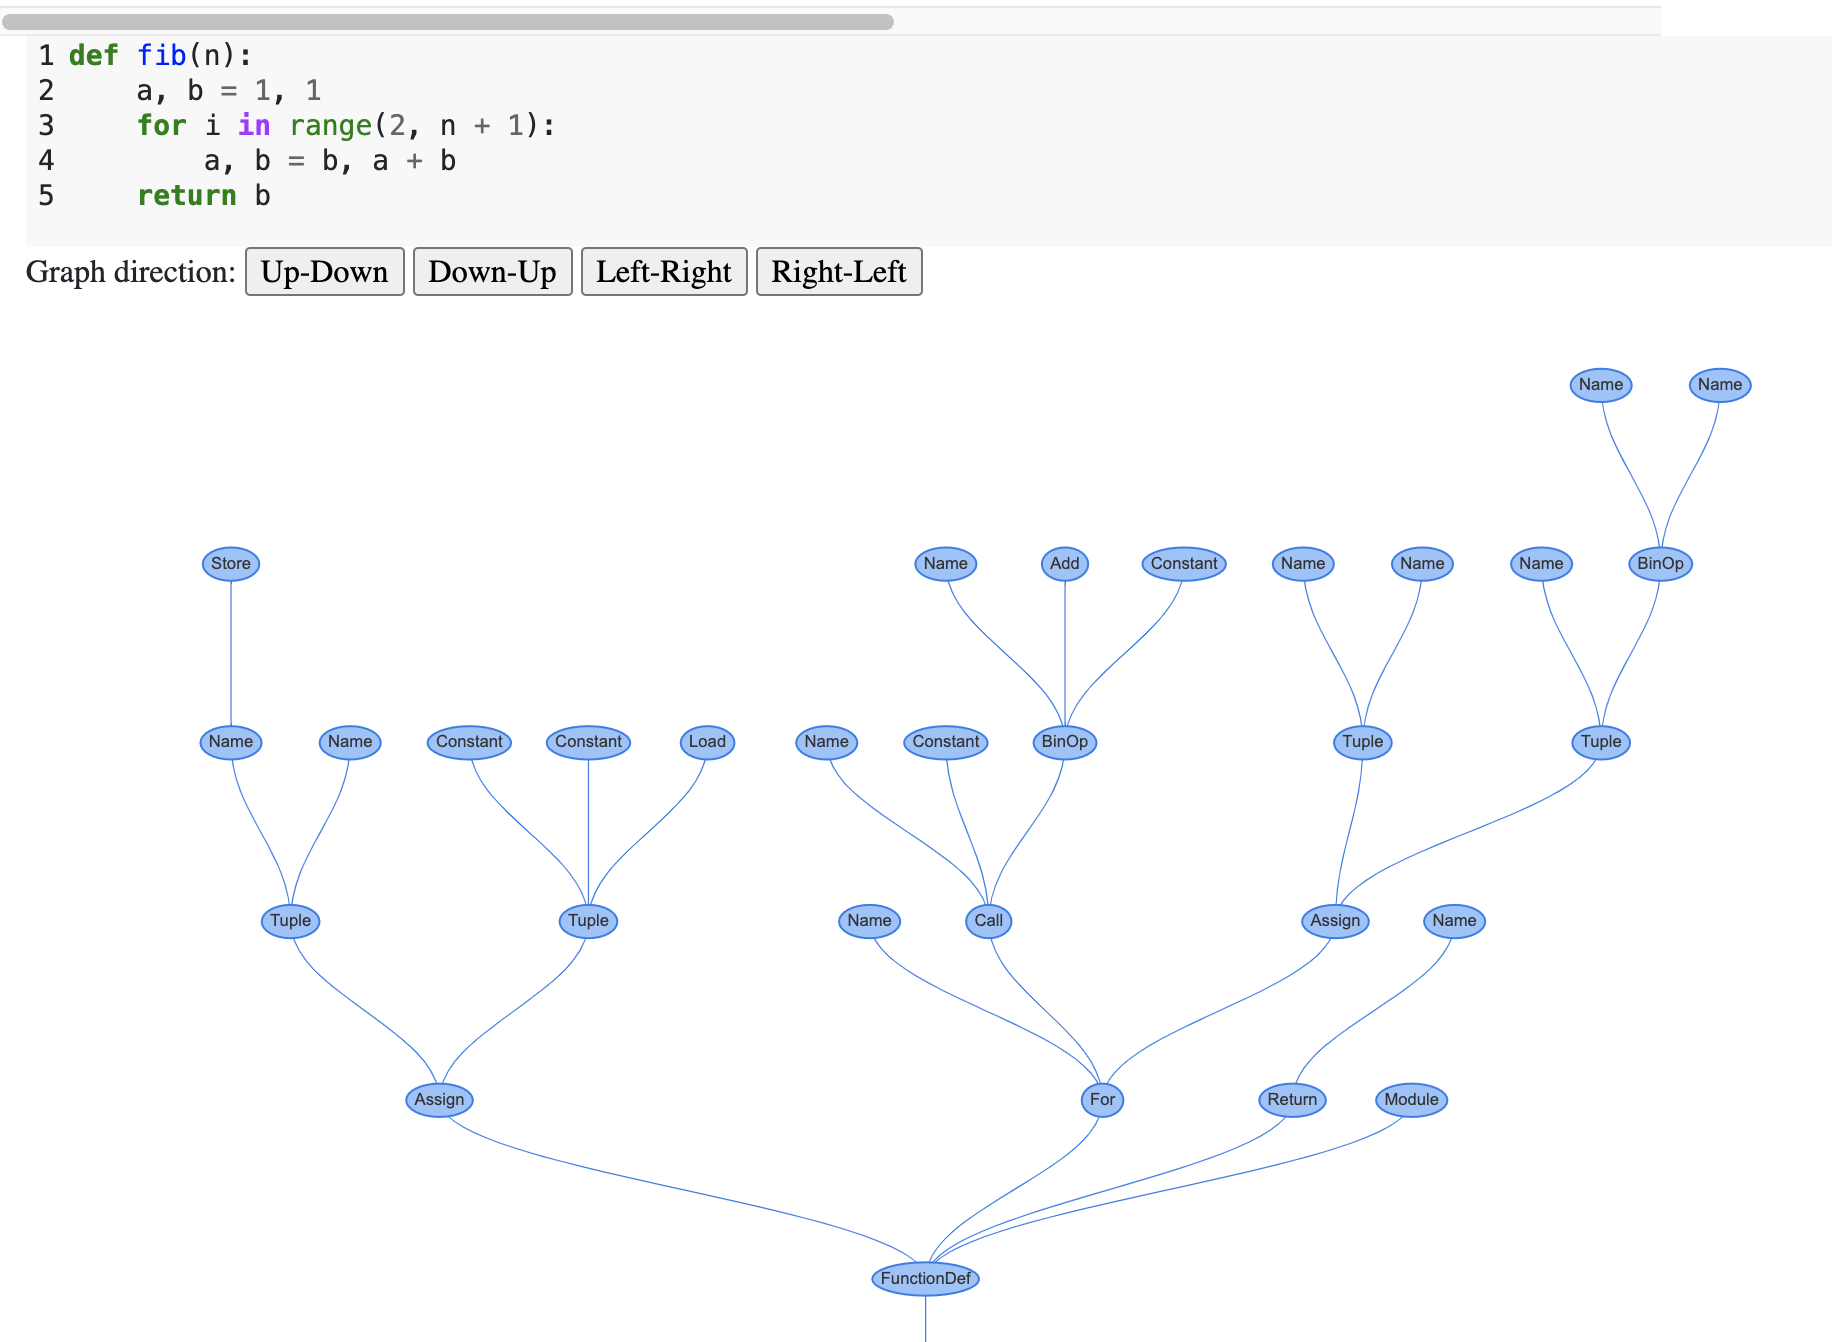 1 def fib(n):
2     a, b = 1, 1
3     for i in range(2, n + 1):
4         a, b = b, a + b
5     return b
Graph direction: Up-Down Down-Up Left-Right Right-Left
Name Name
Store Name Add Constant Name Name Name BinOp
Name Name Constant Constant Load Name Constant BinOp Tuple Tuple
Tuple Tuple Name Call Assign Name
Assign For Return Module
FunctionDef